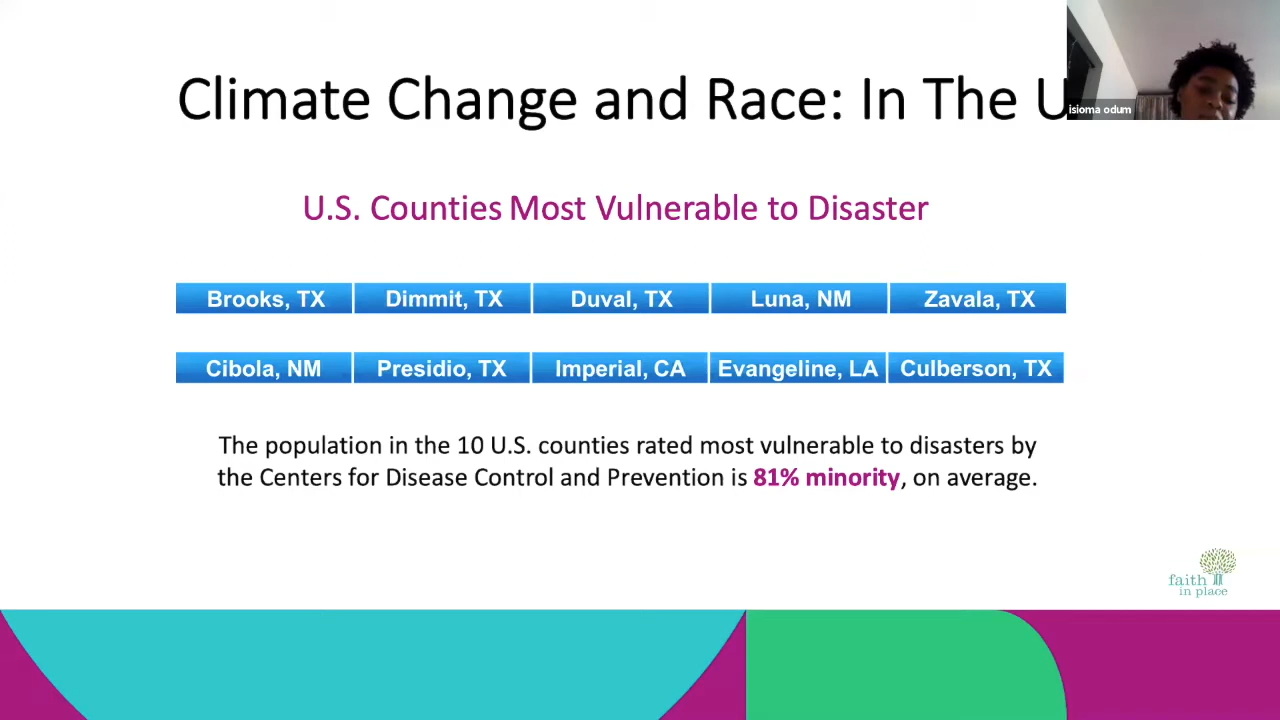 Climate Change and Race: In The U
isioma odum
U.S. Counties Most Vulnerable to Disaster
Brooks, TX Dimmit, TX Duval, TX Luna, NM Zavala, TX
Cibola, NM Presidio, TX Imperial, CA Evangeline, LA Culberson, TX
The population in the 10 U.S. counties rated most vulnerable to disasters by
the Centers for Disease Control and Prevention is 81% minority, on average.
faith
in place